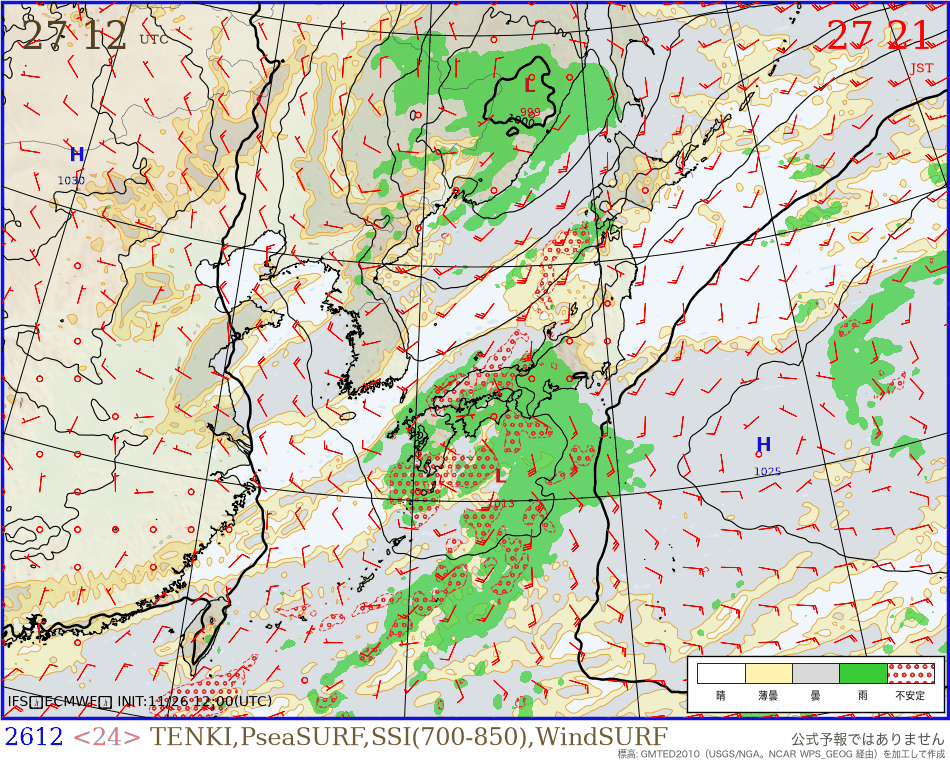 27 12 UTC
27 21
JST
L
999
1000
H
1030
H
1025
L
1013
晴 薄曇 曇 雨 不安定
IFS[ECMWF] INIT:11/26 12:00(UTC)
2612 <24> TENKI,PseaSURF,SSI(700-850),WindSURF
公式予報ではありません
標高: GMTED2010（USGS/NGA。NCAR WPS_GEOG 経由）を加工して作成